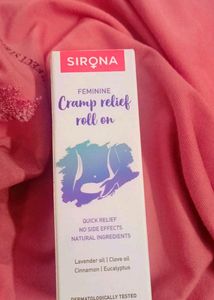 SIRONA
FEMININE
Cramp relief
roll on
QUICK RELIEF
NO SIDE EFFECTS
NATURAL INGREDIENTS
Lavender oil | Clove oil
Cinnamon | Eucalyptus
DERMATOLOGICALLY TESTED